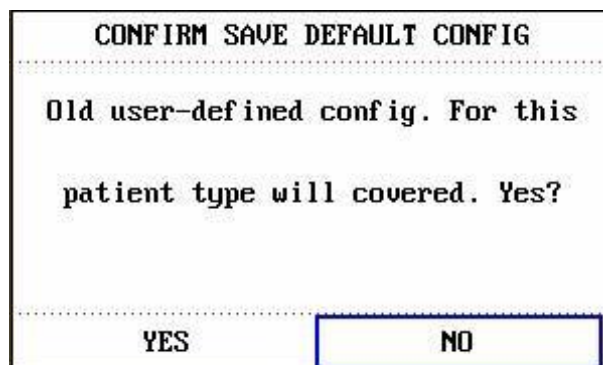 CONFIRM SAVE DEFAULT CONFIG
Old user-defined config. For this
patient type will covered. Yes?
YES
NO